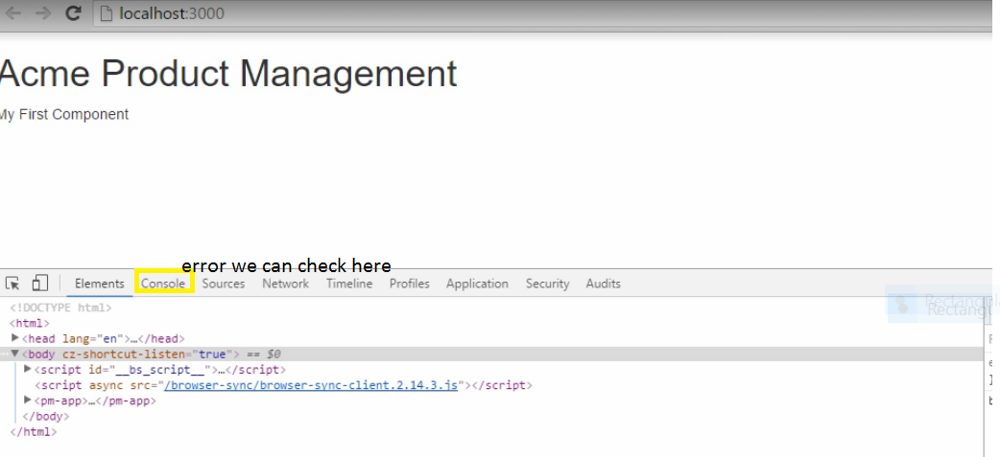 localhost:3000
Acme Product Management
My First Component
error we can check here
Elements Console Sources Network Timeline Profiles Application Security Audits
<!DOCTYPE html>
<html>
▶<head lang="en">…</head>
…▼<body cz-shortcut-listen="true"> == $0
▶<script id="__bs_script__">…</script>
<script async src="/browser-sync/browser-sync-client.2.14.3.js"></script>
▶<pm-app>…</pm-app>
</body>
</html>